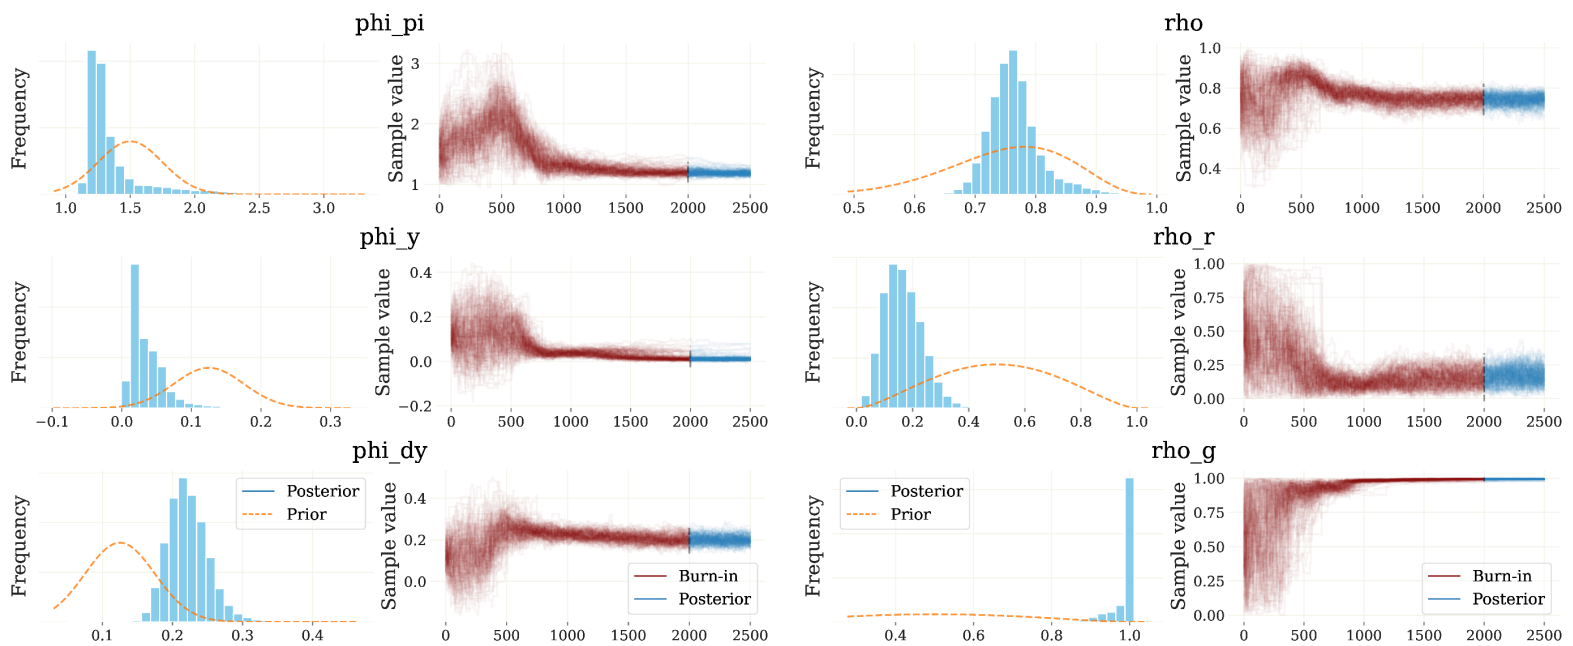 phi_pi
Frequency
1.0 1.5 2.0 2.5 3.0
Sample value
3
2
1
0 500 1000 1500 2000 2500
rho
Frequency
0.5 0.6 0.7 0.8 0.9 1.0
Sample value
1.0
0.8
0.6
0.4
0 500 1000 1500 2000 2500
phi_y
Frequency
−0.1 0.0 0.1 0.2 0.3
Sample value
0.4
0.2
0.0
−0.2
0 500 1000 1500 2000 2500
rho_r
Frequency
0.0 0.2 0.4 0.6 0.8 1.0
Sample value
1.00
0.75
0.50
0.25
0.00
0 500 1000 1500 2000 2500
phi_dy
Frequency
Posterior
Prior
0.1 0.2 0.3 0.4
Sample value
0.4
0.2
0.0
Burn-in
Posterior
0 500 1000 1500 2000 2500
rho_g
Frequency
Posterior
Prior
0.4 0.6 0.8 1.0
Sample value
1.00
0.75
0.50
0.25
0.00
Burn-in
Posterior
0 500 1000 1500 2000 2500